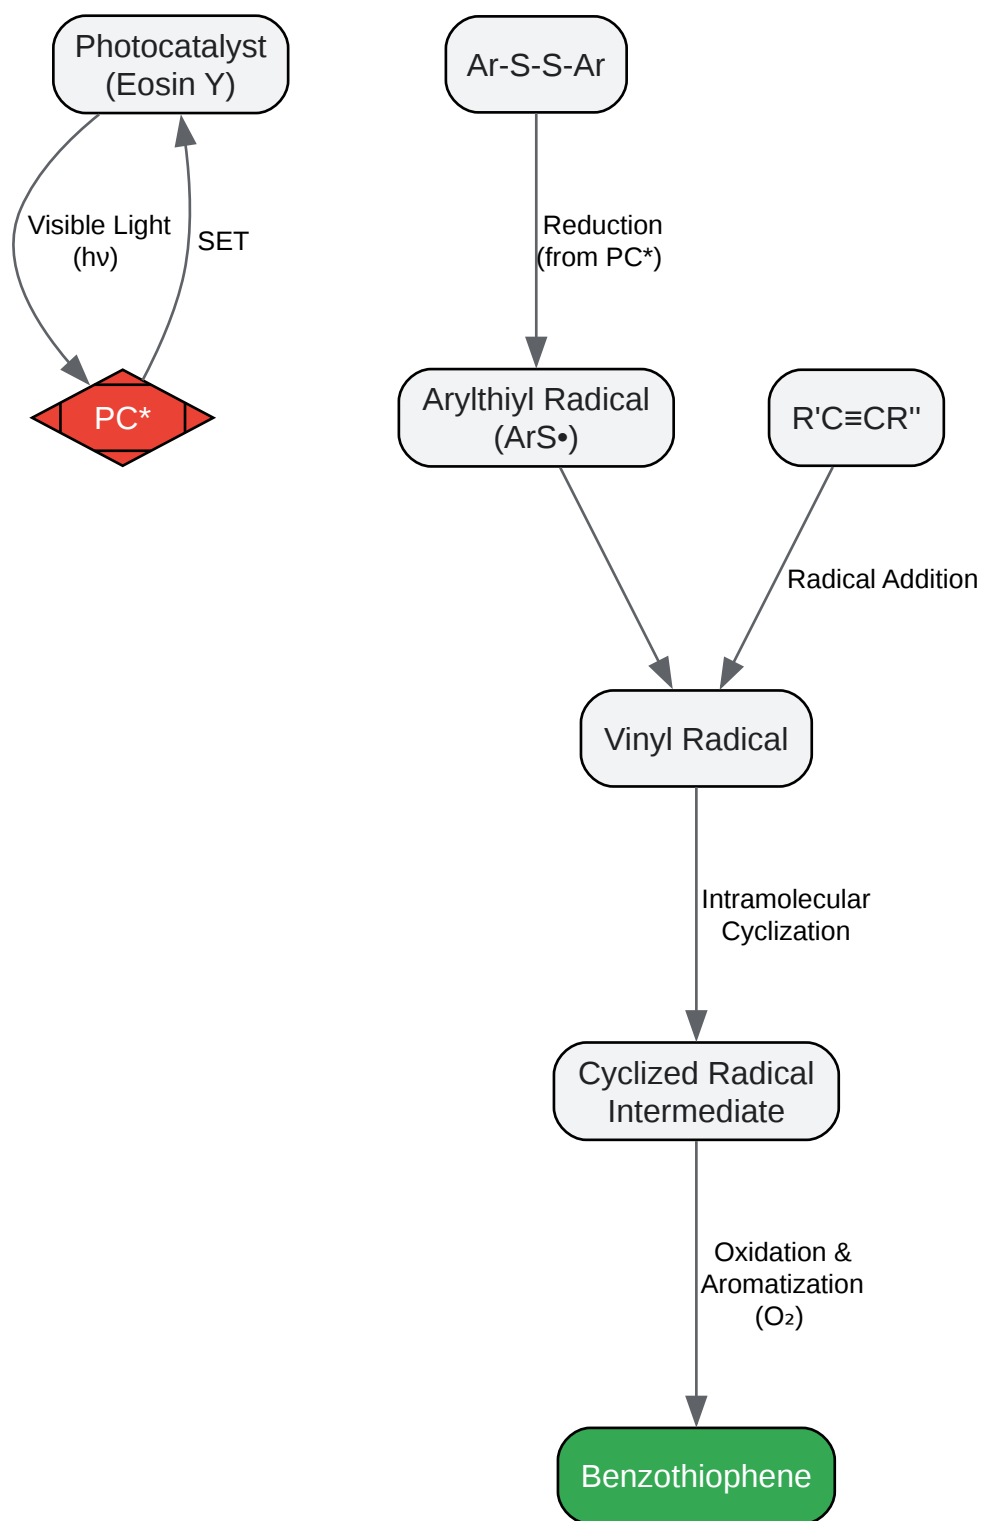 Photocatalyst
(Eosin Y)
Ar-S-S-Ar
Visible Light
(hν)
SET
Reduction
(from PC*)
PC*
Arylthiyl Radical
(ArS•)
R'C≡CR''
Radical Addition
Vinyl Radical
Intramolecular
Cyclization
Cyclized Radical
Intermediate
Oxidation &
Aromatization
(O₂)
Benzothiophene